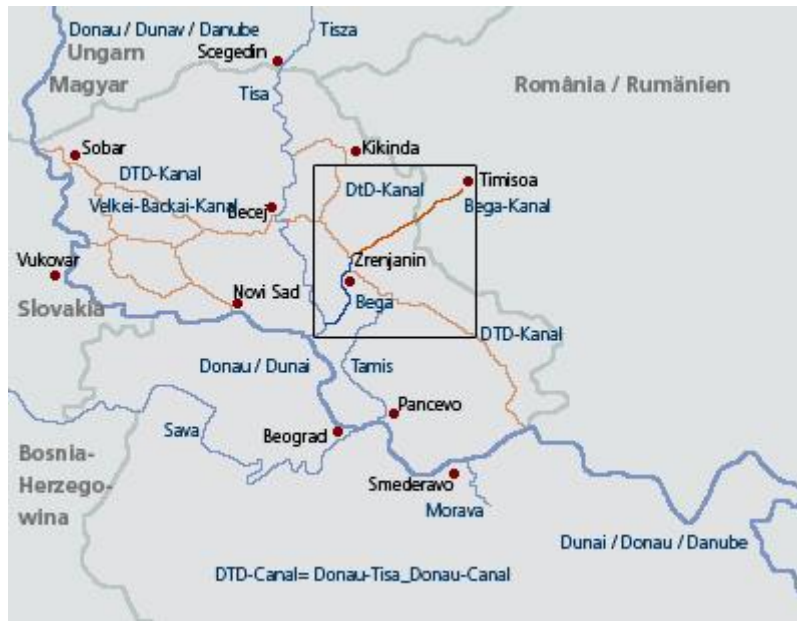 Donau / Dunav / Danube
Tisza
Ungarn
Scegedin
Magyar
România / Rumänien
Tisa
Sobar
Kikinda
DTD-Kanal
Timisoa
DtD-Kanal
Velkei-Backai-Kanal
Becej
Bega-Kanal
Vukovar
Zrenjanin
Novi Sad
Bega
Slovakia
DTD-Kanal
Donau / Dunai
Tamis
Pancevo
Sava
Beograd
Bosnia-
Herzego-
wina
Smederavo
Morava
Dunai / Donau / Danube
DTD-Canal= Donau-Tisa_Donau-Canal